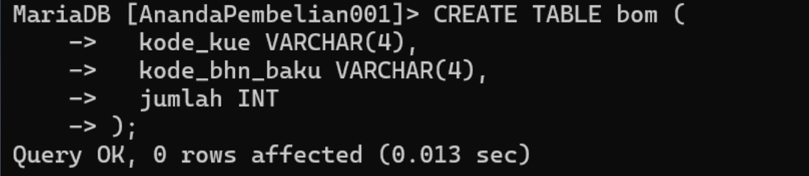 MariaDB [AnandaPembelian001]> CREATE TABLE bom (
    ->   kode_kue VARCHAR(4),
    ->   kode_bhn_baku VARCHAR(4),
    ->   jumlah INT
    -> );
Query OK, 0 rows affected (0.013 sec)